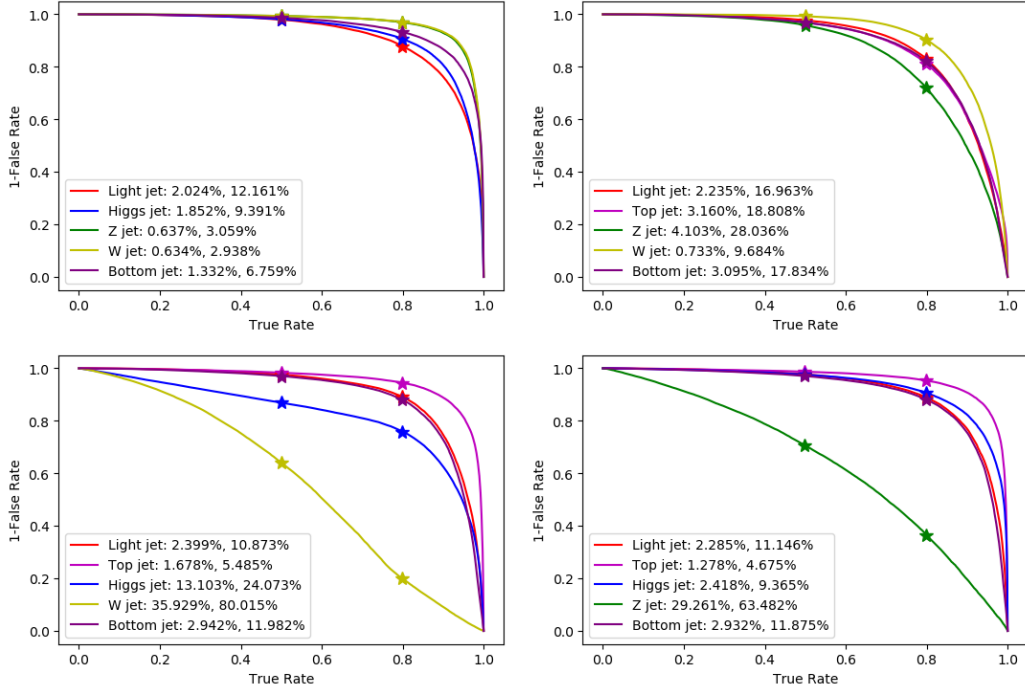 1.0
0.8
0.6
0.4
0.2
0.0
1-False Rate
Light jet: 2.024%, 12.161%
Higgs jet: 1.852%, 9.391%
Z jet: 0.637%, 3.059%
W jet: 0.634%, 2.938%
Bottom jet: 1.332%, 6.759%
0.0 0.2 0.4 0.6 0.8 1.0
True Rate
1.0
0.8
0.6
0.4
0.2
0.0
1-False Rate
Light jet: 2.235%, 16.963%
Top jet: 3.160%, 18.808%
Z jet: 4.103%, 28.036%
W jet: 0.733%, 9.684%
Bottom jet: 3.095%, 17.834%
0.0 0.2 0.4 0.6 0.8 1.0
True Rate
1.0
0.8
0.6
0.4
0.2
0.0
1-False Rate
Light jet: 2.399%, 10.873%
Top jet: 1.678%, 5.485%
Higgs jet: 13.103%, 24.073%
W jet: 35.929%, 80.015%
Bottom jet: 2.942%, 11.982%
0.0 0.2 0.4 0.6 0.8 1.0
True Rate
1.0
0.8
0.6
0.4
0.2
0.0
1-False Rate
Light jet: 2.285%, 11.146%
Top jet: 1.278%, 4.675%
Higgs jet: 2.418%, 9.365%
Z jet: 29.261%, 63.482%
Bottom jet: 2.932%, 11.875%
0.0 0.2 0.4 0.6 0.8 1.0
True Rate